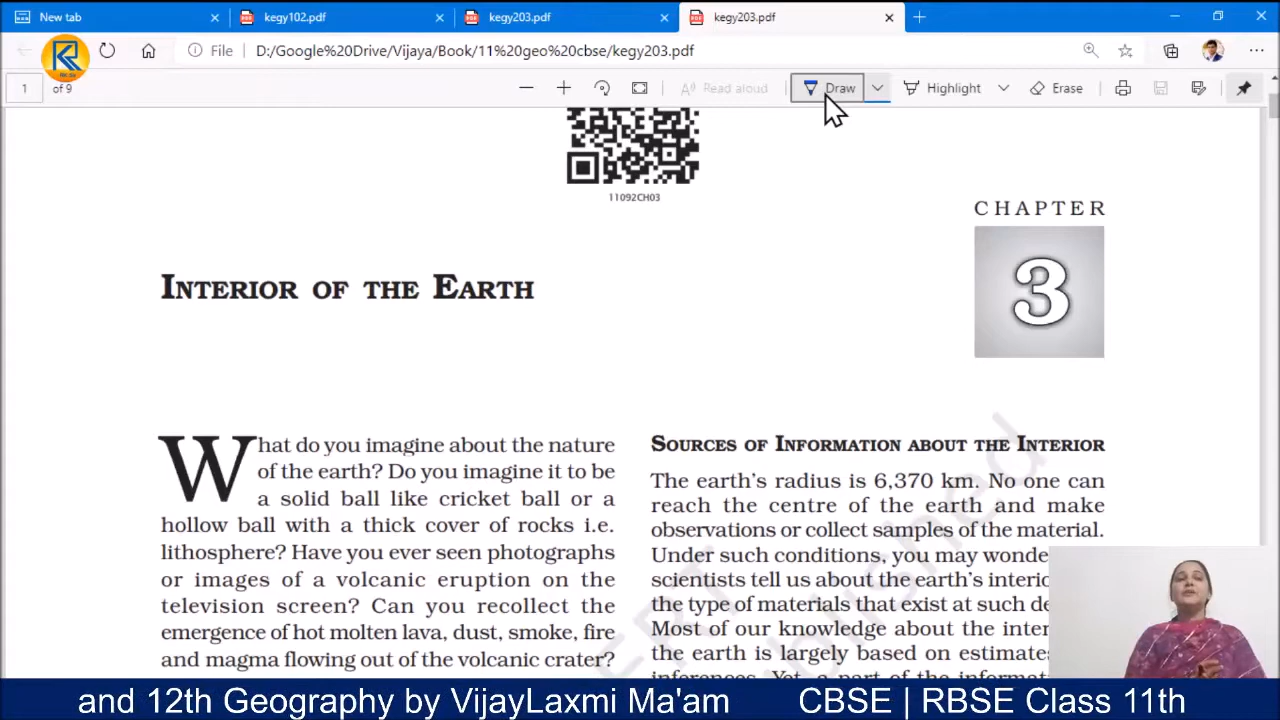 New tab
kegy102.pdf
kegy203.pdf
kegy203.pdf
File
D:/Google%20Drive/Vijaya/Book/11%20geo%20cbse/kegy203.pdf
1 of 9
Read aloud
Draw
Highlight
Erase
11092CH03
CHAPTER
3
INTERIOR OF THE EARTH
What do you imagine about the nature
of the earth? Do you imagine it to be
a solid ball like cricket ball or a
hollow ball with a thick cover of rocks i.e.
lithosphere? Have you ever seen photographs
or images of a volcanic eruption on the
television screen? Can you recollect the
emergence of hot molten lava, dust, smoke, fire
and magma flowing out of the volcanic crater?
SOURCES OF INFORMATION ABOUT THE INTERIOR
The earth's radius is 6,370 km. No one can
reach the centre of the earth and make
observations or collect samples of the material.
Under such conditions, you may wonde
scientists tell us about the earth's interio
the type of materials that exist at such de
Most of our knowledge about the inter
the earth is largely based on estimates
inferences. Yet, a part of the informat
and 12th Geography by VijayLaxmi Ma'am CBSE | RBSE Class 11th